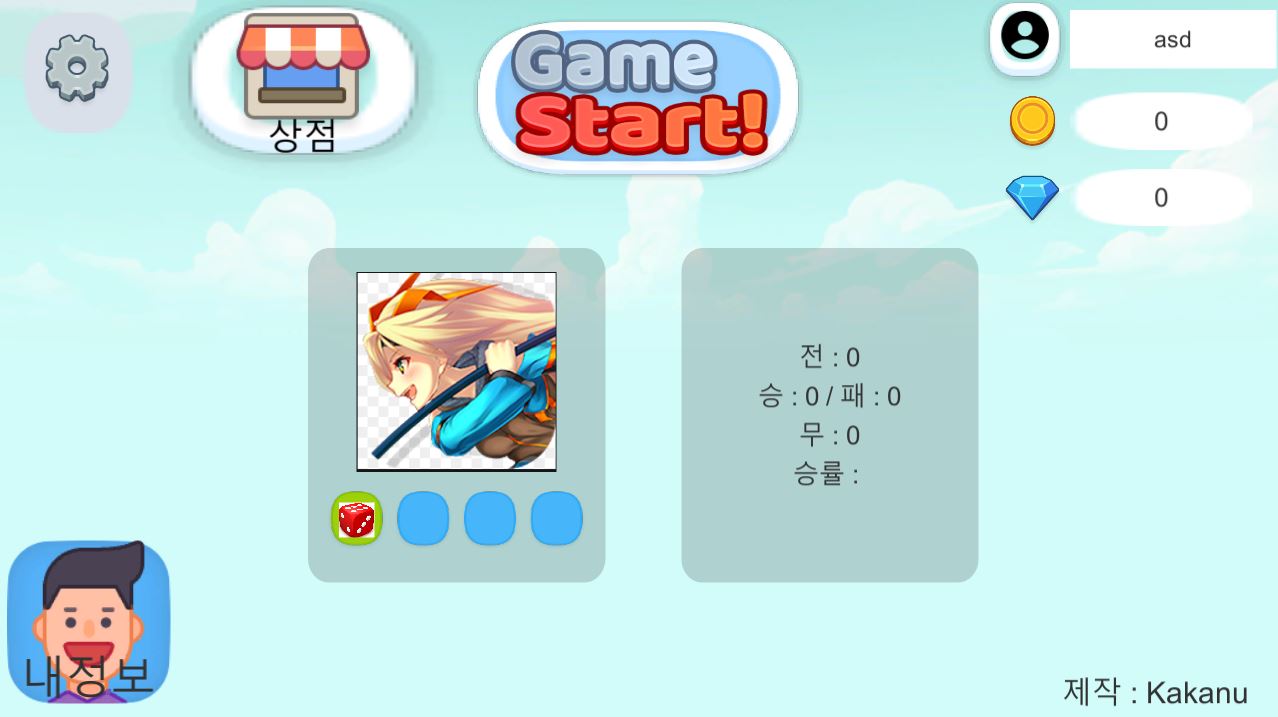 상점
Game
Start!
asd
0
0
전 : 0
승 : 0 / 패 : 0
무 : 0
승률 :
내정보
제작 : Kakanu